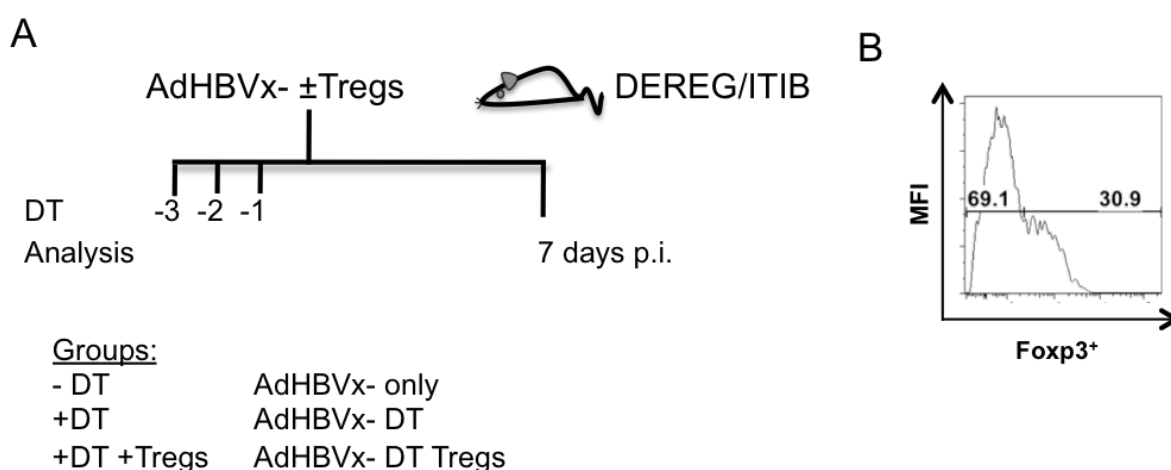 A
AdHBVx- ±Tregs
DEREG/ITIB
DT -3 -2 -1
Analysis 7 days p.i.
Groups:
- DT AdHBVx- only
+DT AdHBVx- DT
+DT +Tregs AdHBVx- DT Tregs
B
MFI
69.1 30.9
Foxp3⁺